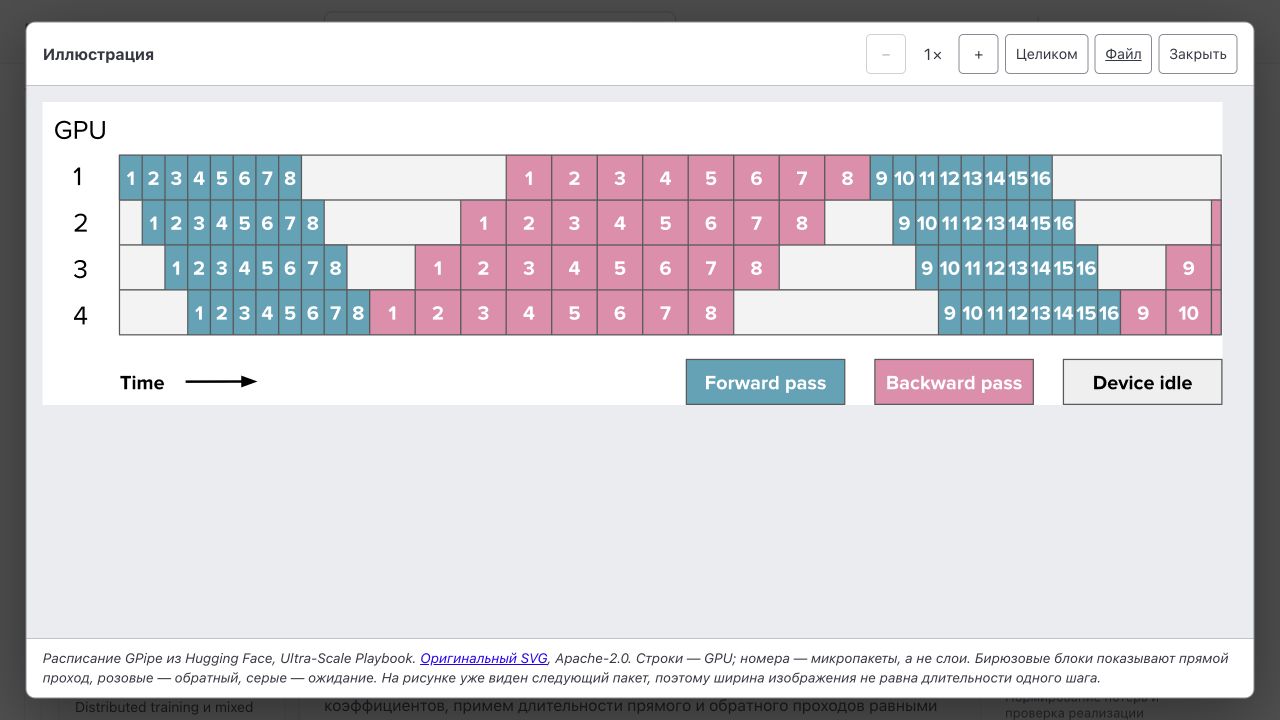 Иллюстрация
− 1× + Целиком Файл Закрыть
GPU
1 1 2 3 4 5 6 7 8 1 2 3 4 5 6 7 8 9 10 11 12 13 14 15 16
2 1 2 3 4 5 6 7 8 1 2 3 4 5 6 7 8 9 10 11 12 13 14 15 16
3 1 2 3 4 5 6 7 8 1 2 3 4 5 6 7 8 9 10 11 12 13 14 15 16 9
4 1 2 3 4 5 6 7 8 1 2 3 4 5 6 7 8 9 10 11 12 13 14 15 16 9 10
Time Forward pass Backward pass Device idle
Расписание GPipe из Hugging Face, Ultra-Scale Playbook. Оригинальный SVG, Apache-2.0. Строки — GPU; номера — микропакеты, а не слои. Бирюзовые блоки показывают прямой
проход, розовые — обратный, серые — ожидание. На рисунке уже виден следующий пакет, поэтому ширина изображения не равна длительности одного шага.
Distributed training и mixed
коэффициентов, примем длительности прямого и обратного проходов равными
проверка реализации